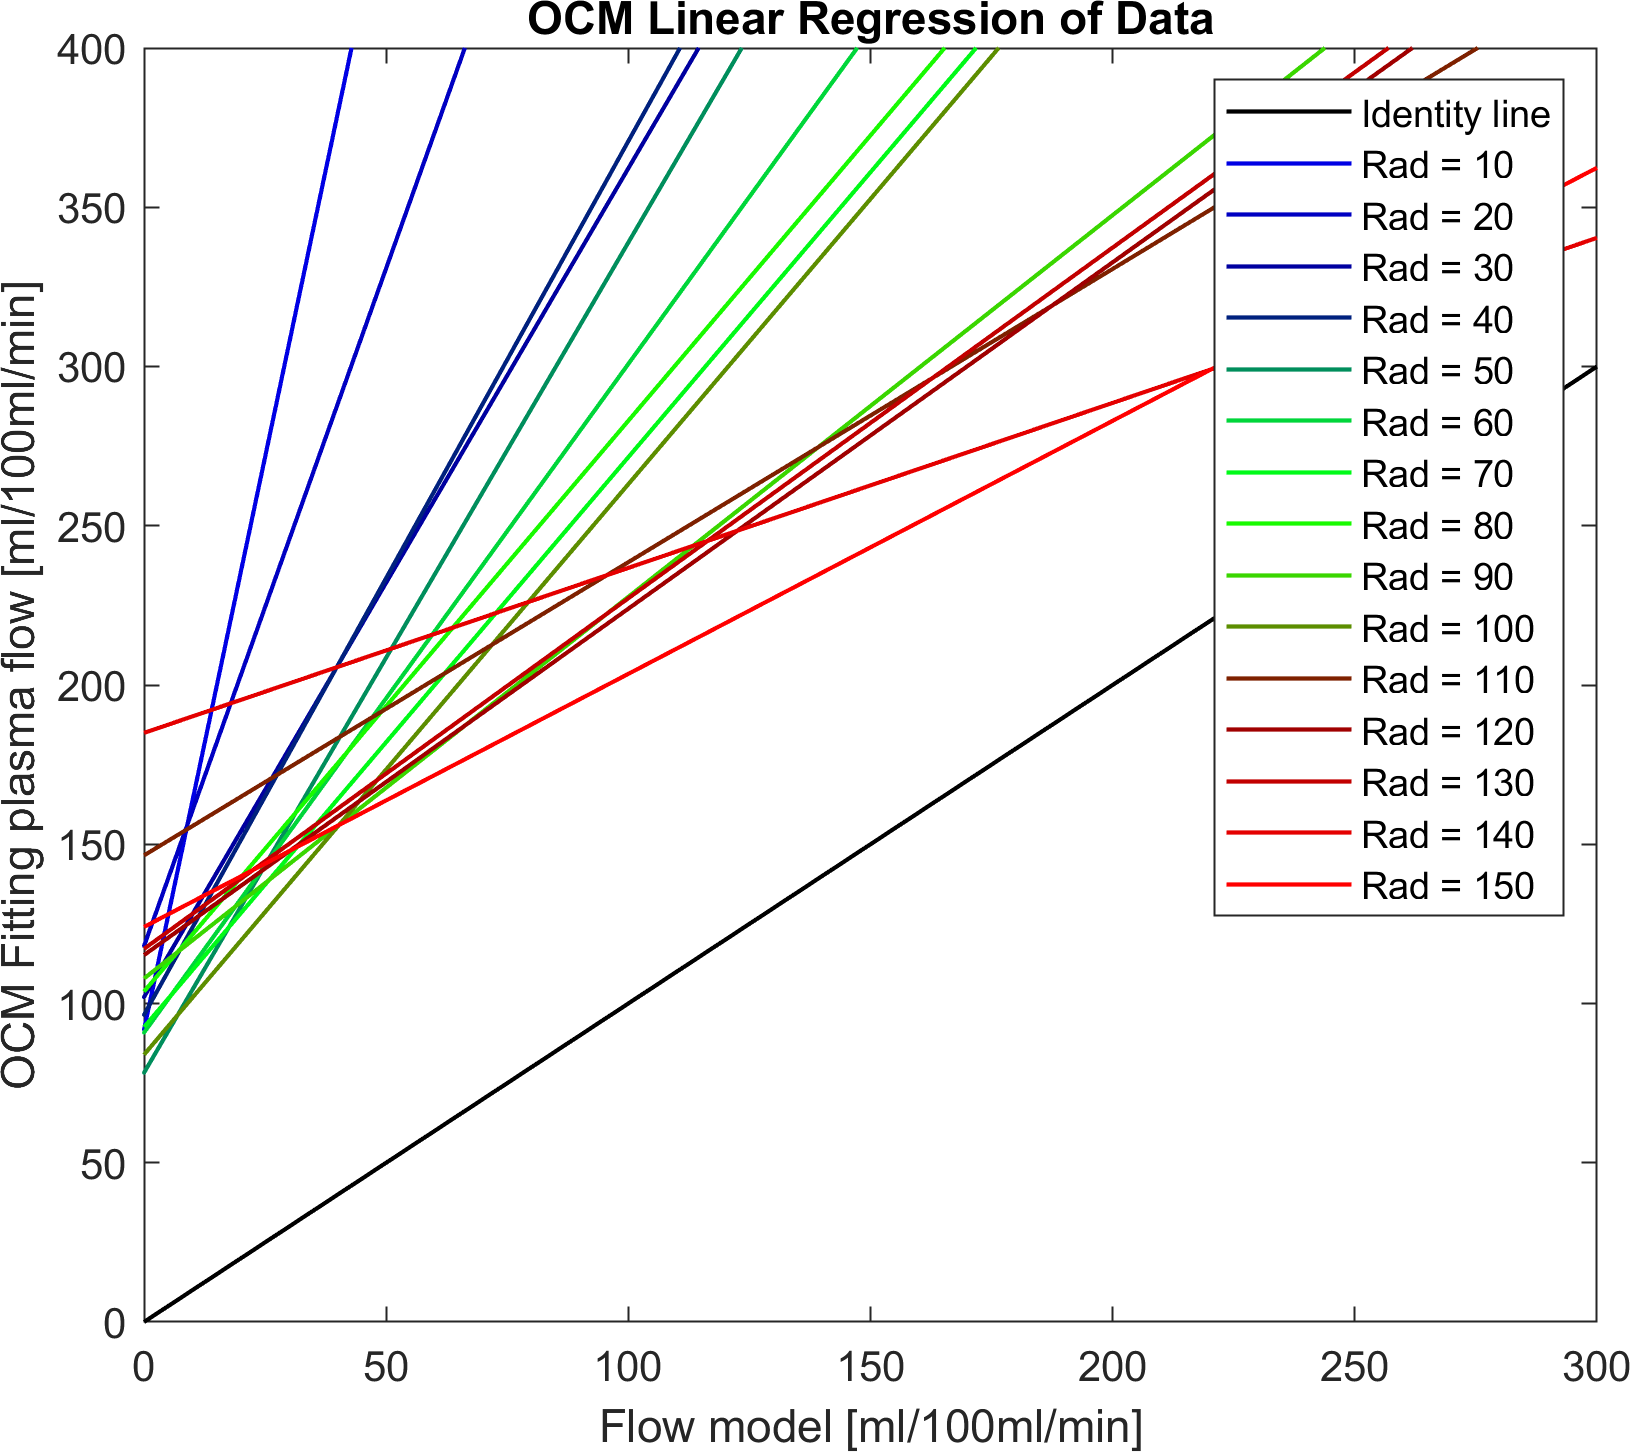 OCM Linear Regression of Data
400
350
300
250
200
150
100
50
0
OCM Fitting plasma flow [ml/100ml/min]
Identity line
Rad = 10
Rad = 20
Rad = 30
Rad = 40
Rad = 50
Rad = 60
Rad = 70
Rad = 80
Rad = 90
Rad = 100
Rad = 110
Rad = 120
Rad = 130
Rad = 140
Rad = 150
0 50 100 150 200 250 300
Flow model [ml/100ml/min]